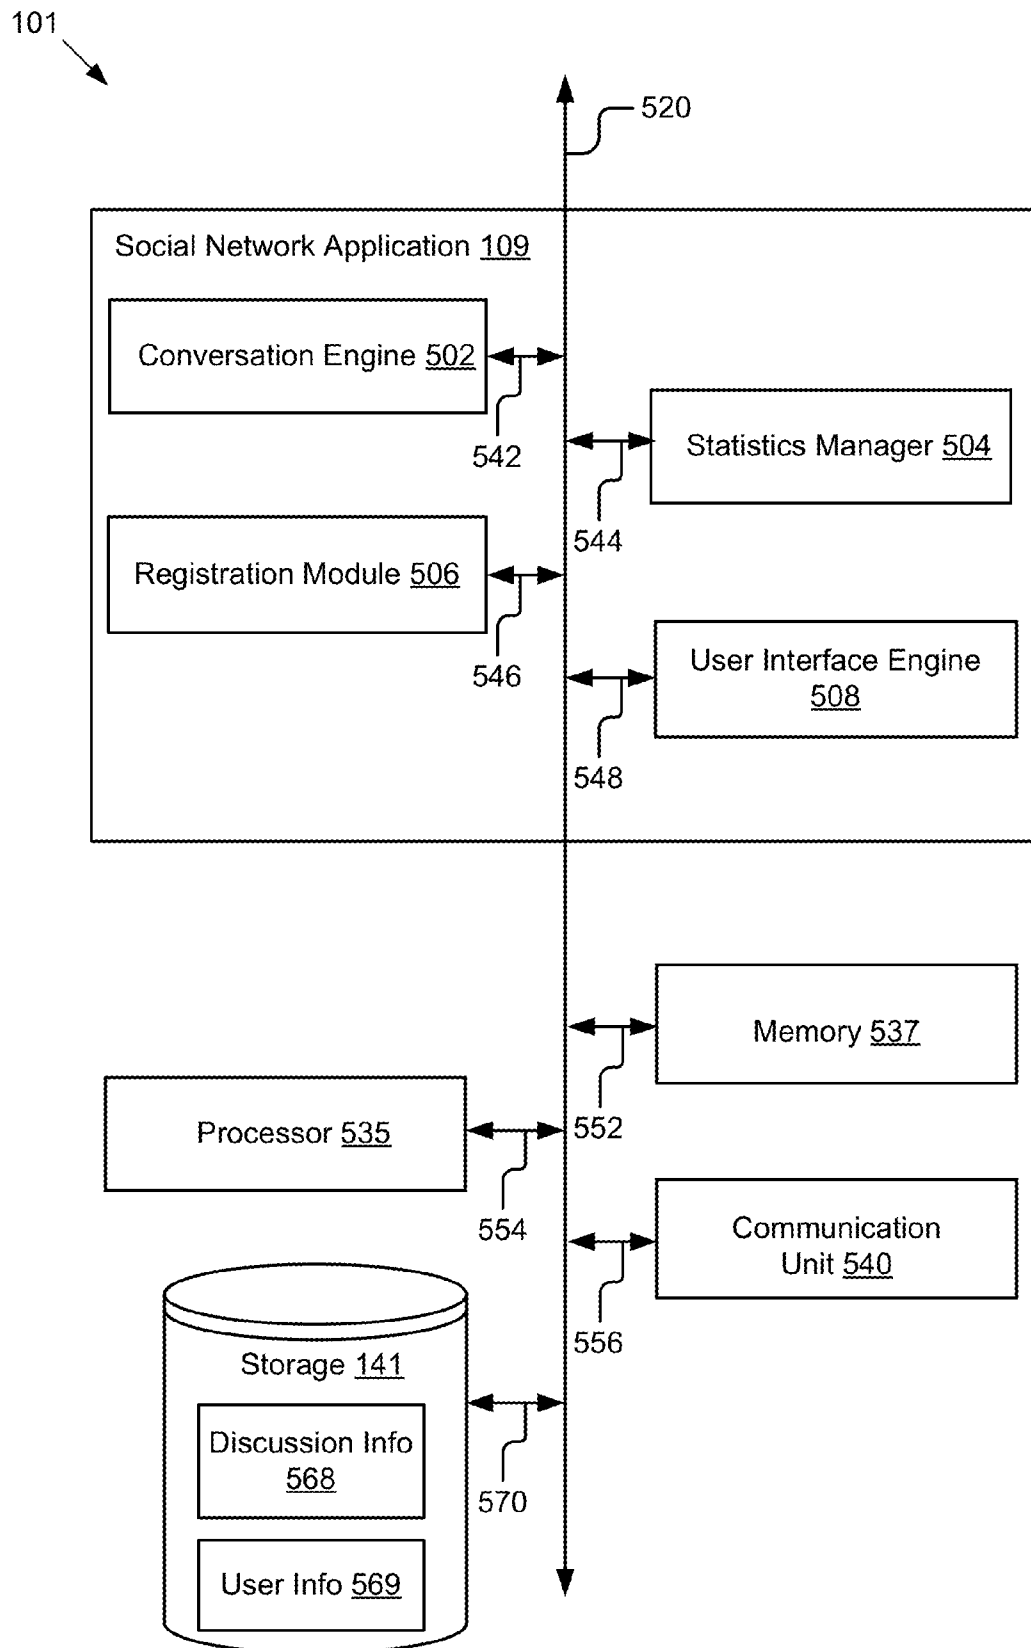 101
520
Social Network Application 109
Conversation Engine 502
542
Statistics Manager 504
544
Registration Module 506
546
User Interface Engine
508
548
Memory 537
552
Processor 535
554
Communication
Unit 540
556
Storage 141
Discussion Info
568
570
User Info 569